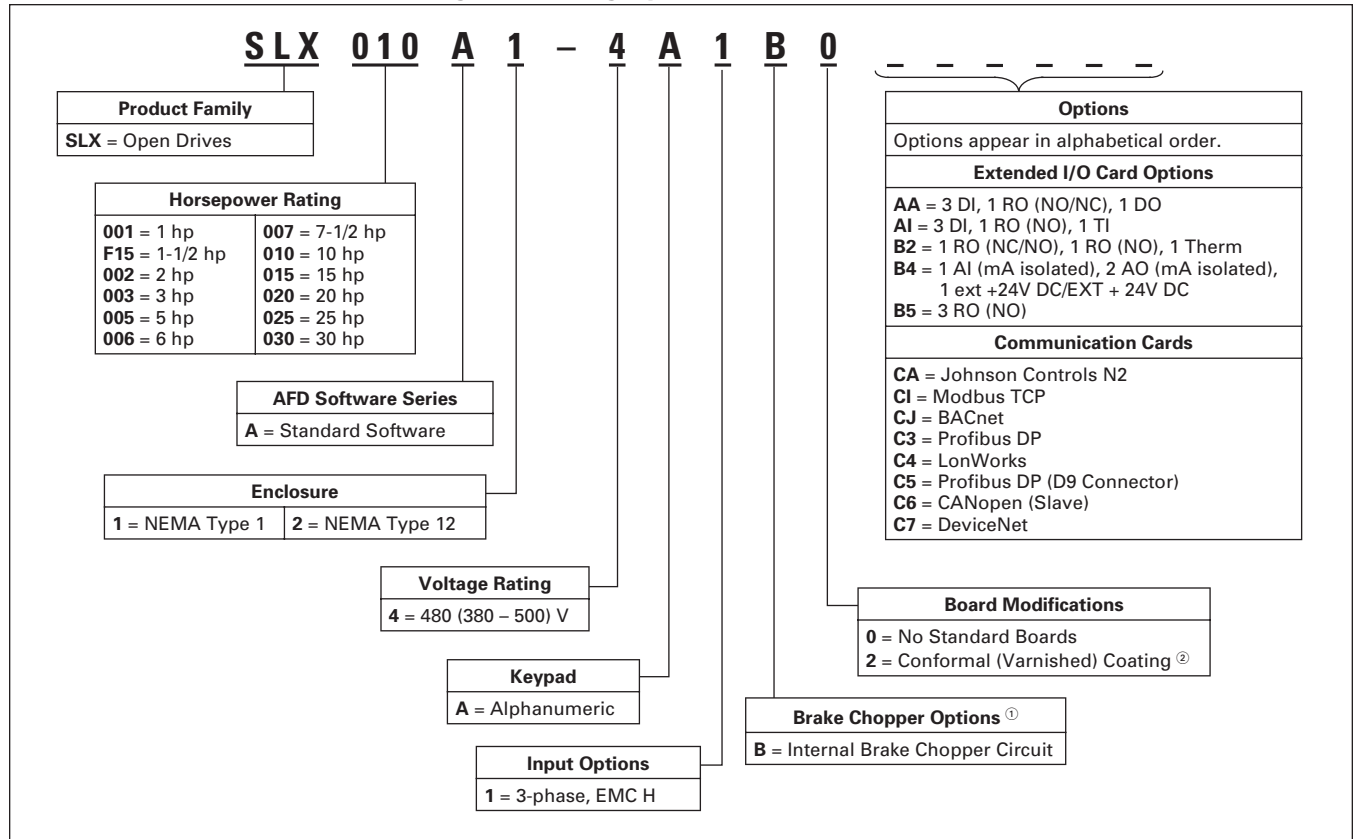 SLX 010 A 1 – 4 A 1 B 0 _ _ _ _ _ _
Product Family
SLX = Open Drives
Horsepower Rating
001 = 1 hp
F15 = 1-1/2 hp
002 = 2 hp
003 = 3 hp
005 = 5 hp
006 = 6 hp
007 = 7-1/2 hp
010 = 10 hp
015 = 15 hp
020 = 20 hp
025 = 25 hp
030 = 30 hp
AFD Software Series
A = Standard Software
Enclosure
1 = NEMA Type 1
2 = NEMA Type 12
Voltage Rating
4 = 480 (380 – 500) V
Keypad
A = Alphanumeric
Input Options
1 = 3-phase, EMC H
Brake Chopper Options ①
B = Internal Brake Chopper Circuit
Board Modifications
0 = No Standard Boards
2 = Conformal (Varnished) Coating ②
Options
Options appear in alphabetical order.
Extended I/O Card Options
AA = 3 DI, 1 RO (NO/NC), 1 DO
AI = 3 DI, 1 RO (NO), 1 TI
B2 = 1 RO (NC/NO), 1 RO (NO), 1 Therm
B4 = 1 AI (mA isolated), 2 AO (mA isolated),
1 ext +24V DC/EXT + 24V DC
B5 = 3 RO (NO)
Communication Cards
CA = Johnson Controls N2
CI = Modbus TCP
CJ = BACnet
C3 = Profibus DP
C4 = LonWorks
C5 = Profibus DP (D9 Connector)
C6 = CANopen (Slave)
C7 = DeviceNet